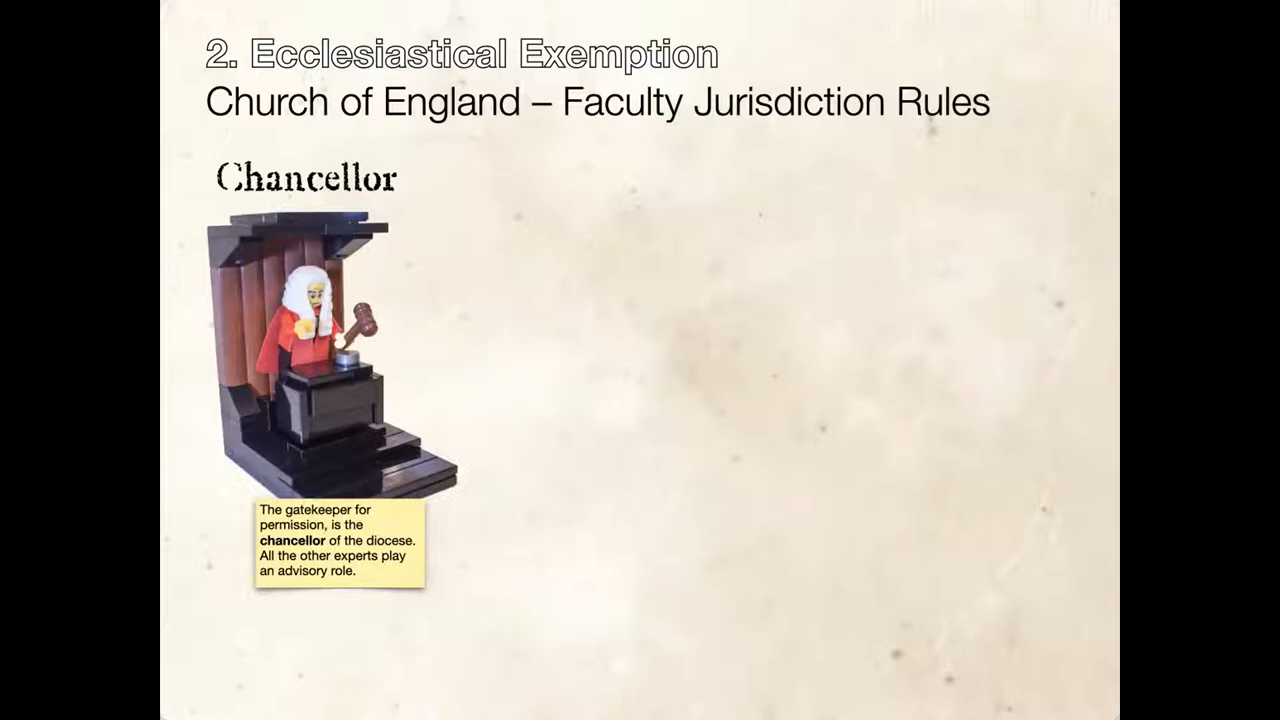 2. Ecclesiastical Exemption
Church of England – Faculty Jurisdiction Rules
Chancellor
The gatekeeper for
permission, is the
chancellor of the diocese.
All the other experts play
an advisory role.